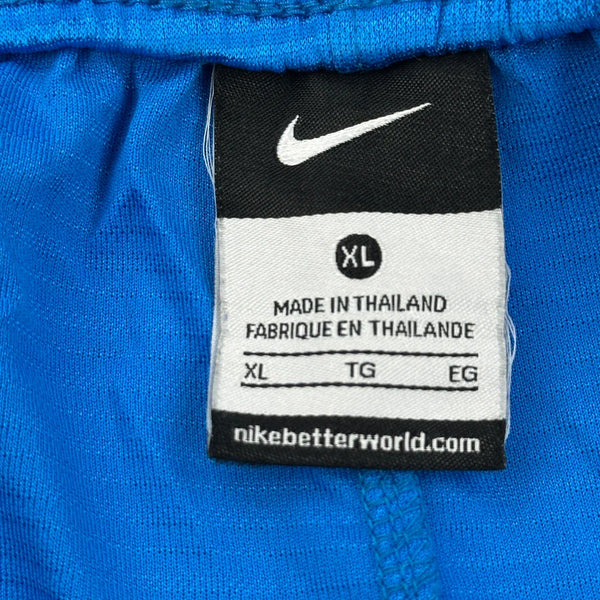 XL
MADE IN THAILAND
FABRIQUE EN THAILANDE
XL TG EG
nikebetterworld.com